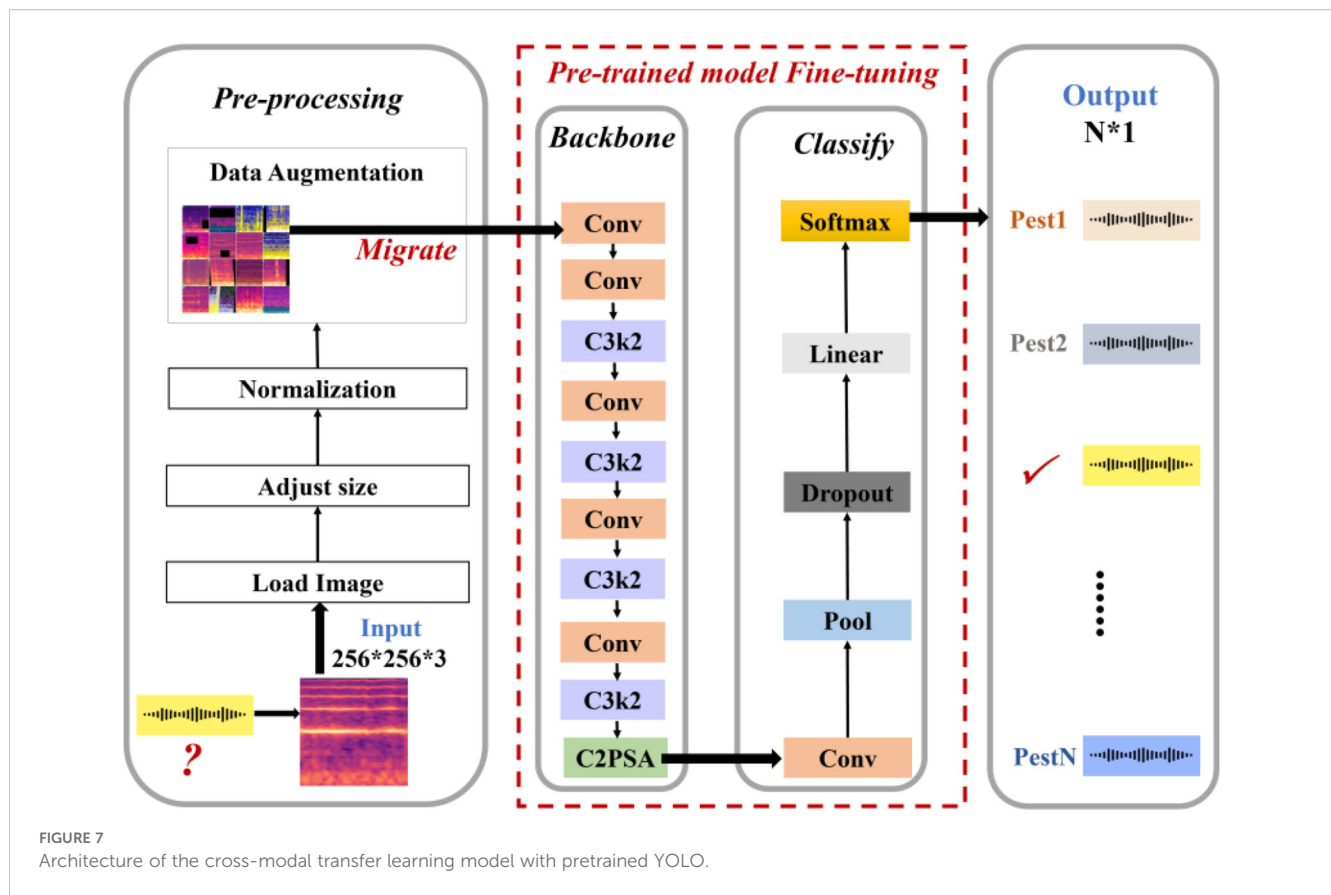 Pre-processing
Data Augmentation
Migrate
Normalization
Adjust size
Load Image
Input
256*256*3
?
Pre-trained model Fine-tuning
Backbone
Conv
Conv
C3k2
Conv
C3k2
Conv
C3k2
Conv
C3k2
C2PSA
Classify
Softmax
Linear
Dropout
Pool
Conv
Output
N*1
Pest1
Pest2
PestN
FIGURE 7
Architecture of the cross-modal transfer learning model with pretrained YOLO.